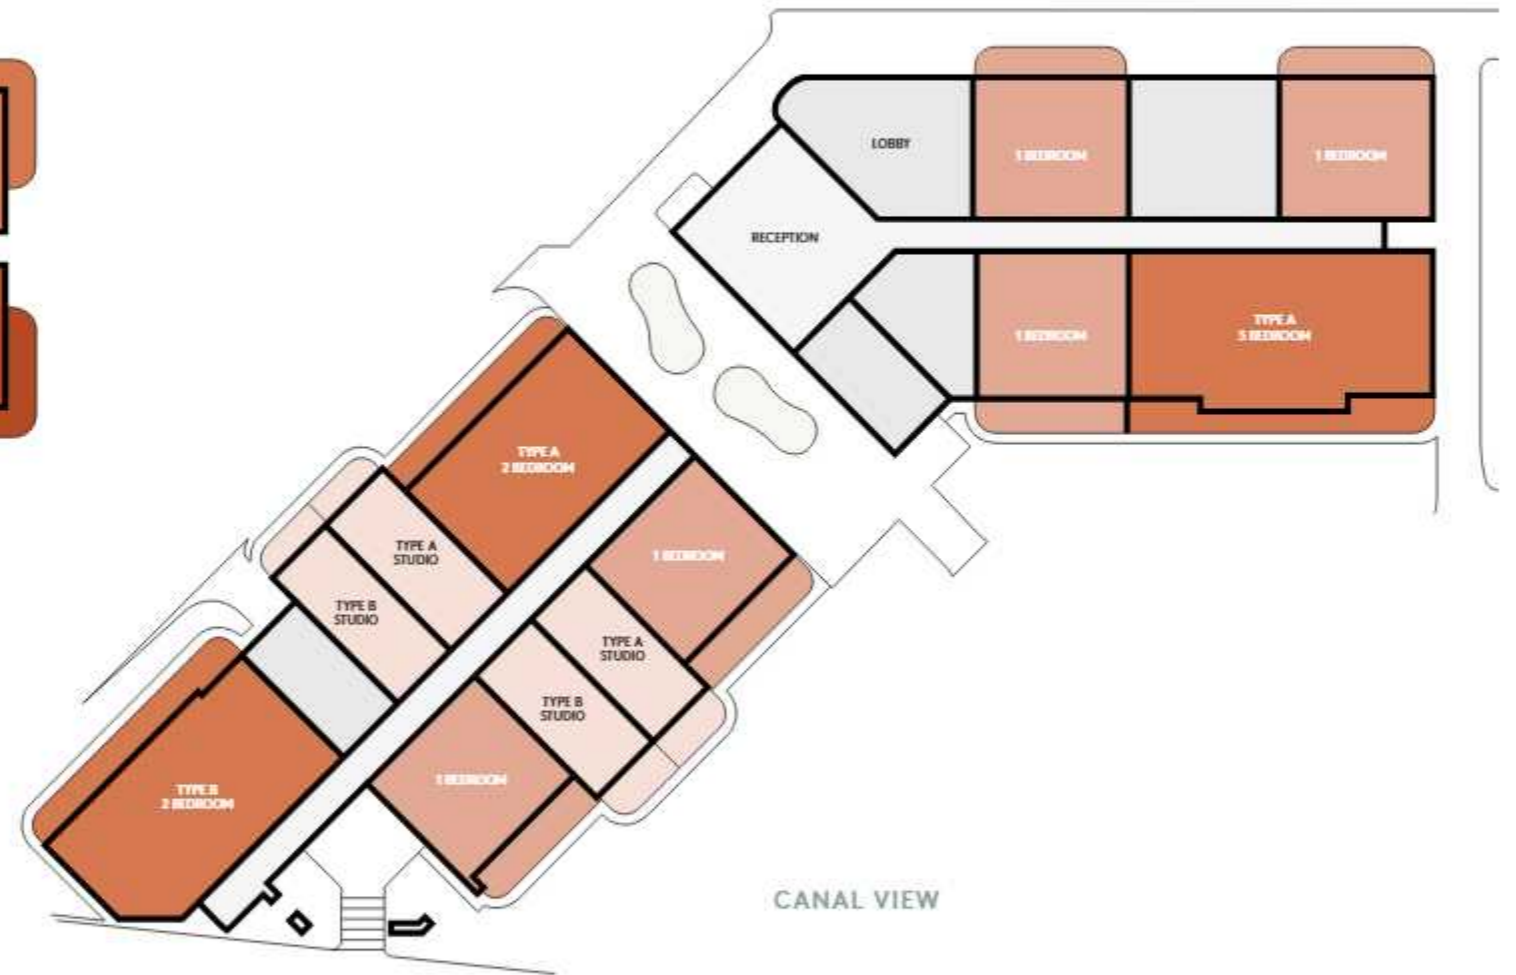 LOBBY
1 BEDROOM
1 BEDROOM
RECEPTION
1 BEDROOM
TYPE A
3 BEDROOM
TYPE A
2 BEDROOM
TYPE A
STUDIO
1 BEDROOM
TYPE B
STUDIO
TYPE A
STUDIO
TYPE B
STUDIO
1 BEDROOM
TYPE B
2 BEDROOM
CANAL VIEW